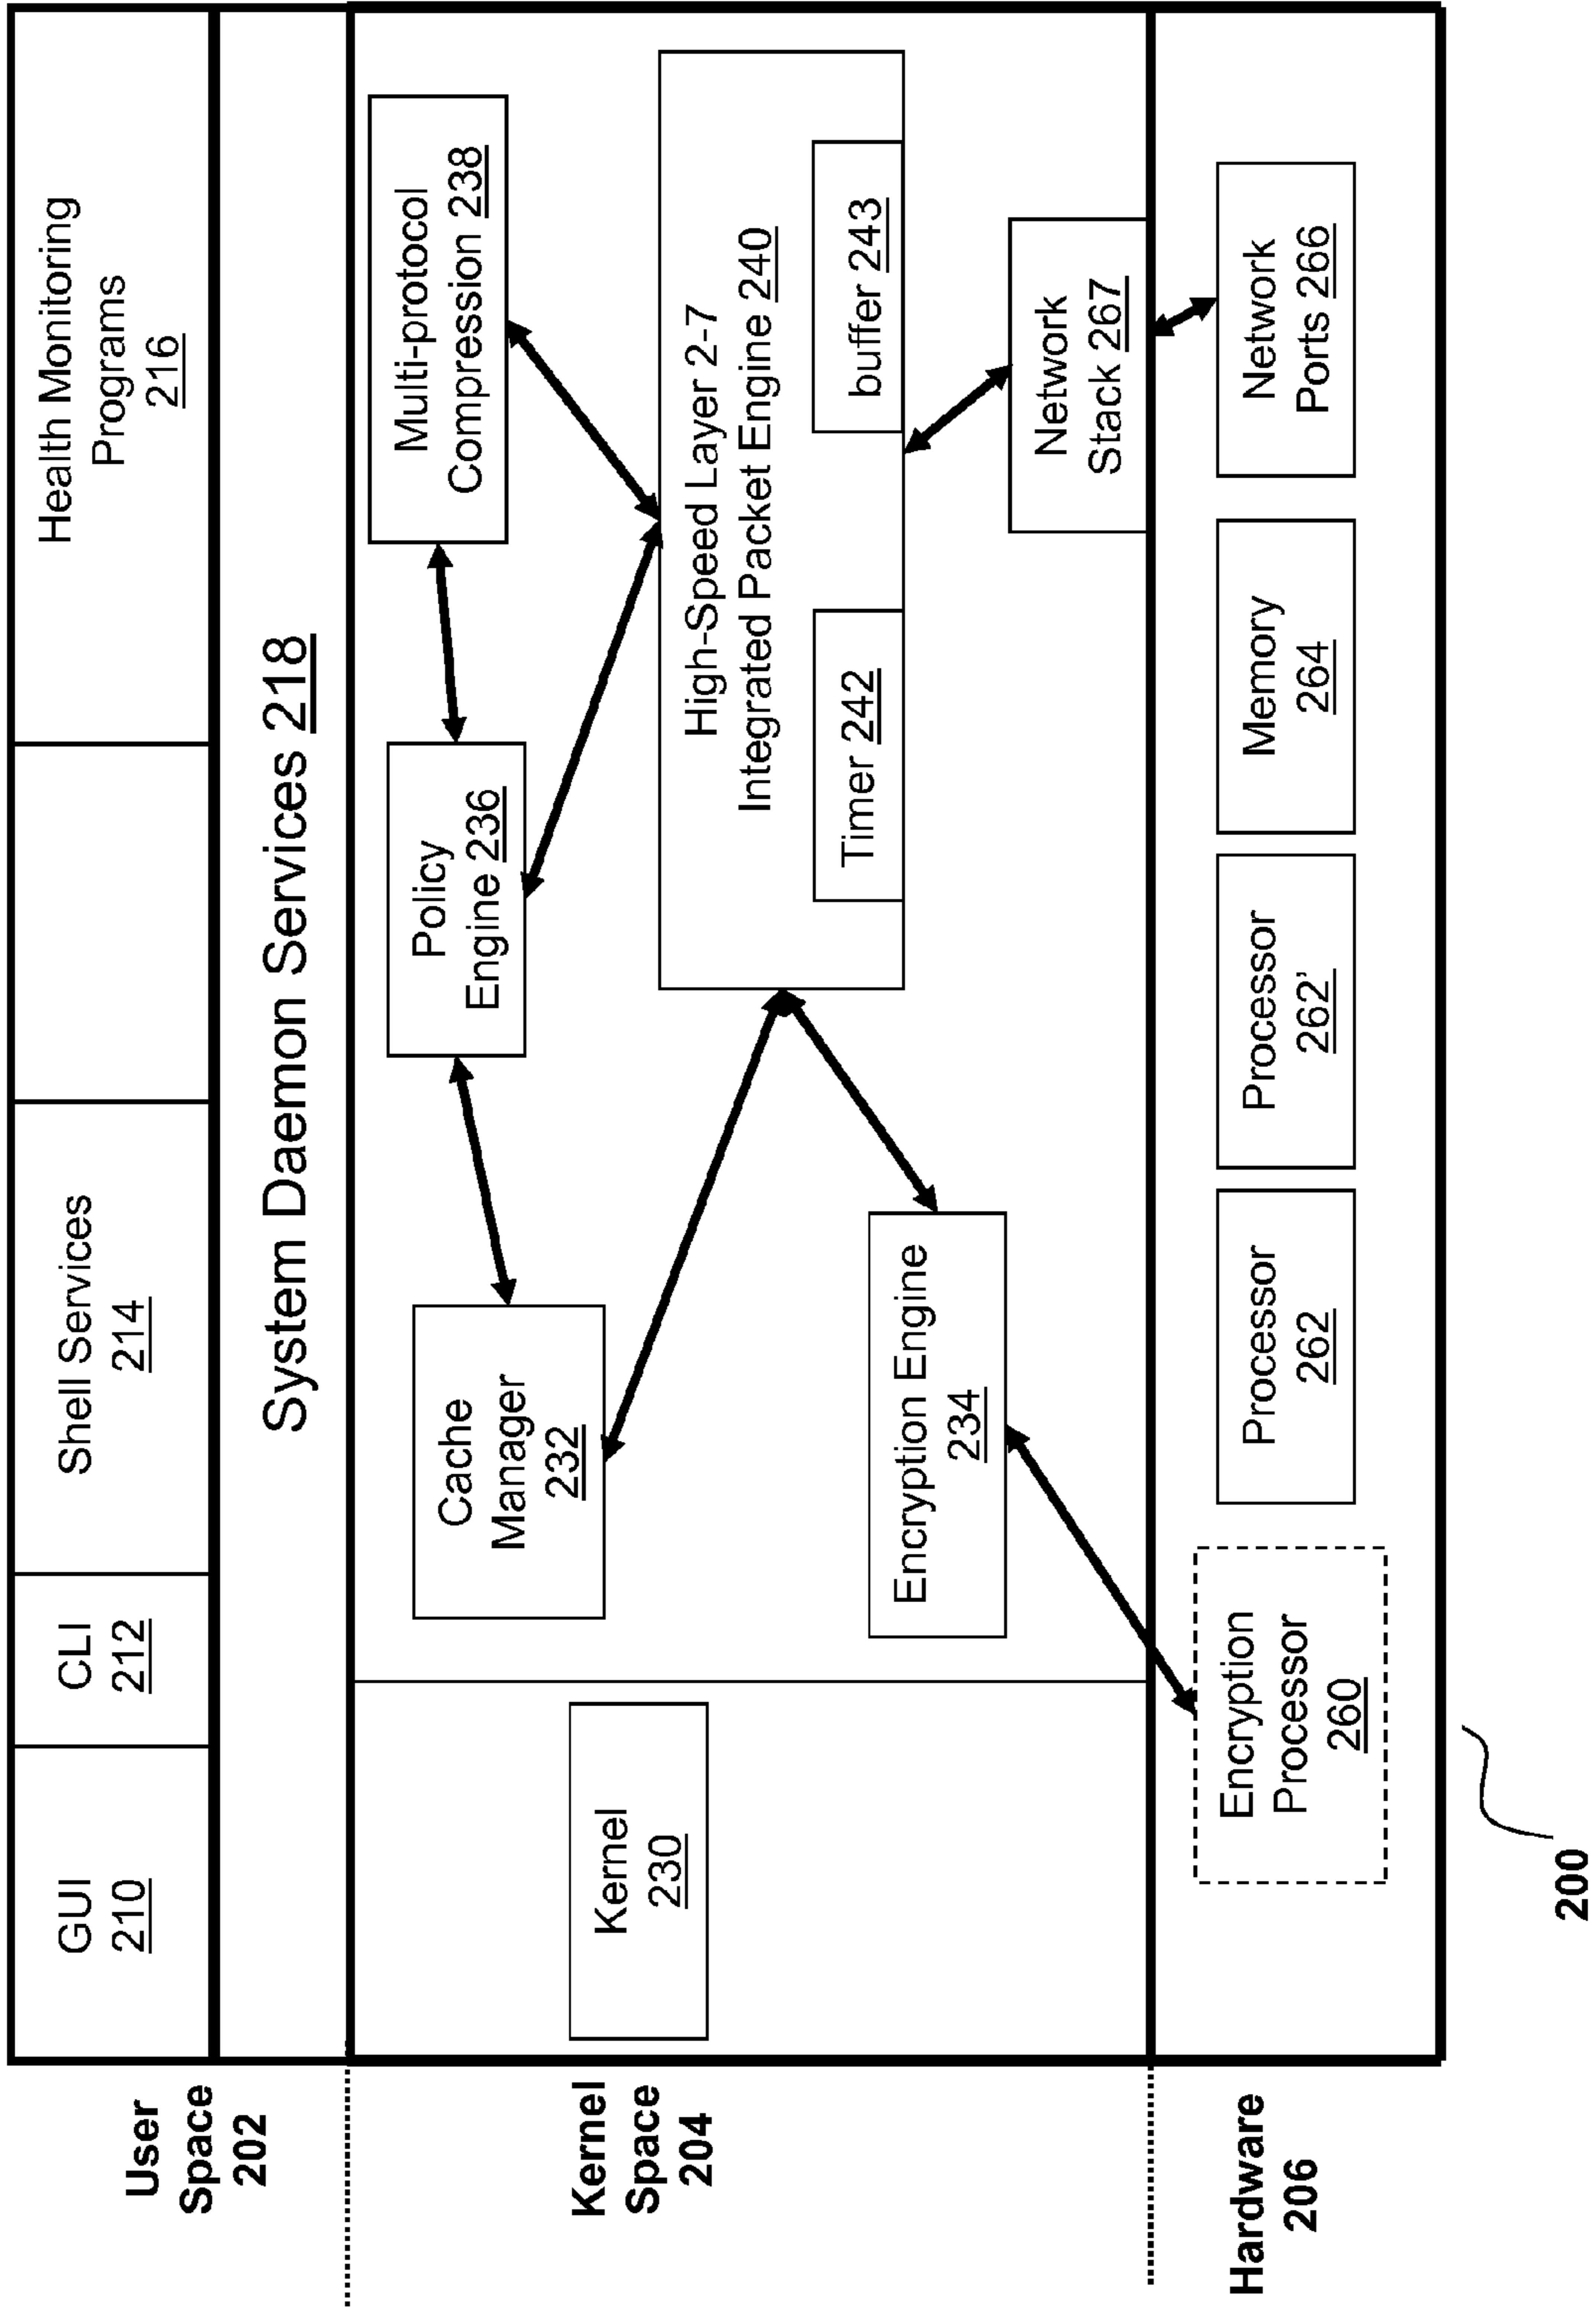 User
Space
202
GUI
210
CLI
212
Shell Services
214
Health Monitoring
Programs
216
System Daemon Services 218
Kernel
Space
204
Kernel
230
Cache
Manager
232
Policy
Engine 236
Multi-protocol
Compression 238
High-Speed Layer 2-7
Integrated Packet Engine 240
Timer 242
buffer 243
Encryption Engine
234
Network
Stack 267
Hardware
206
Encryption
Processor
260
Processor
262
Processor
262’
Memory
264
Network
Ports 266
200